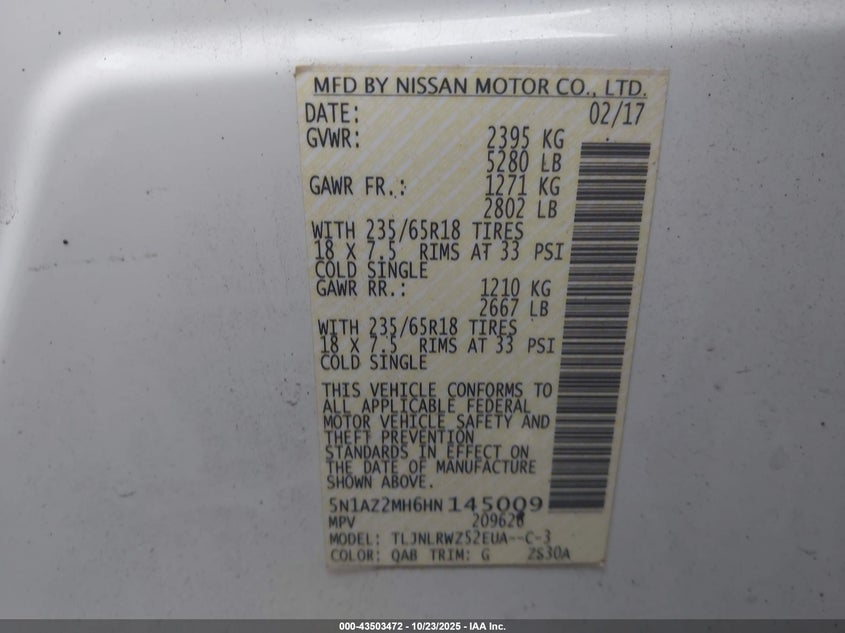 MFD BY NISSAN MOTOR CO., LTD.
DATE: 02/17
GVWR: 2395 KG
5280 LB
GAWR FR.: 1271 KG
2802 LB
WITH 235/65R18 TIRES
18 X 7.5 RIMS AT 33 PSI
COLD SINGLE
GAWR RR.: 1210 KG
2667 LB
WITH 235/65R18 TIRES
18 X 7.5 RIMS AT 33 PSI
COLD SINGLE
THIS VEHICLE CONFORMS TO
ALL APPLICABLE FEDERAL
MOTOR VEHICLE SAFETY AND
THEFT PREVENTION
STANDARDS IN EFFECT ON
THE DATE OF MANUFACTURE
SHOWN ABOVE.
5N1AZ2MH6HN145009
MPV
MODEL: TLJNLRWZ52EUA--C-3
COLOR: QAB TRIM: G ZS30A
000-43503472 - 10/23/2025 - IAA Inc.